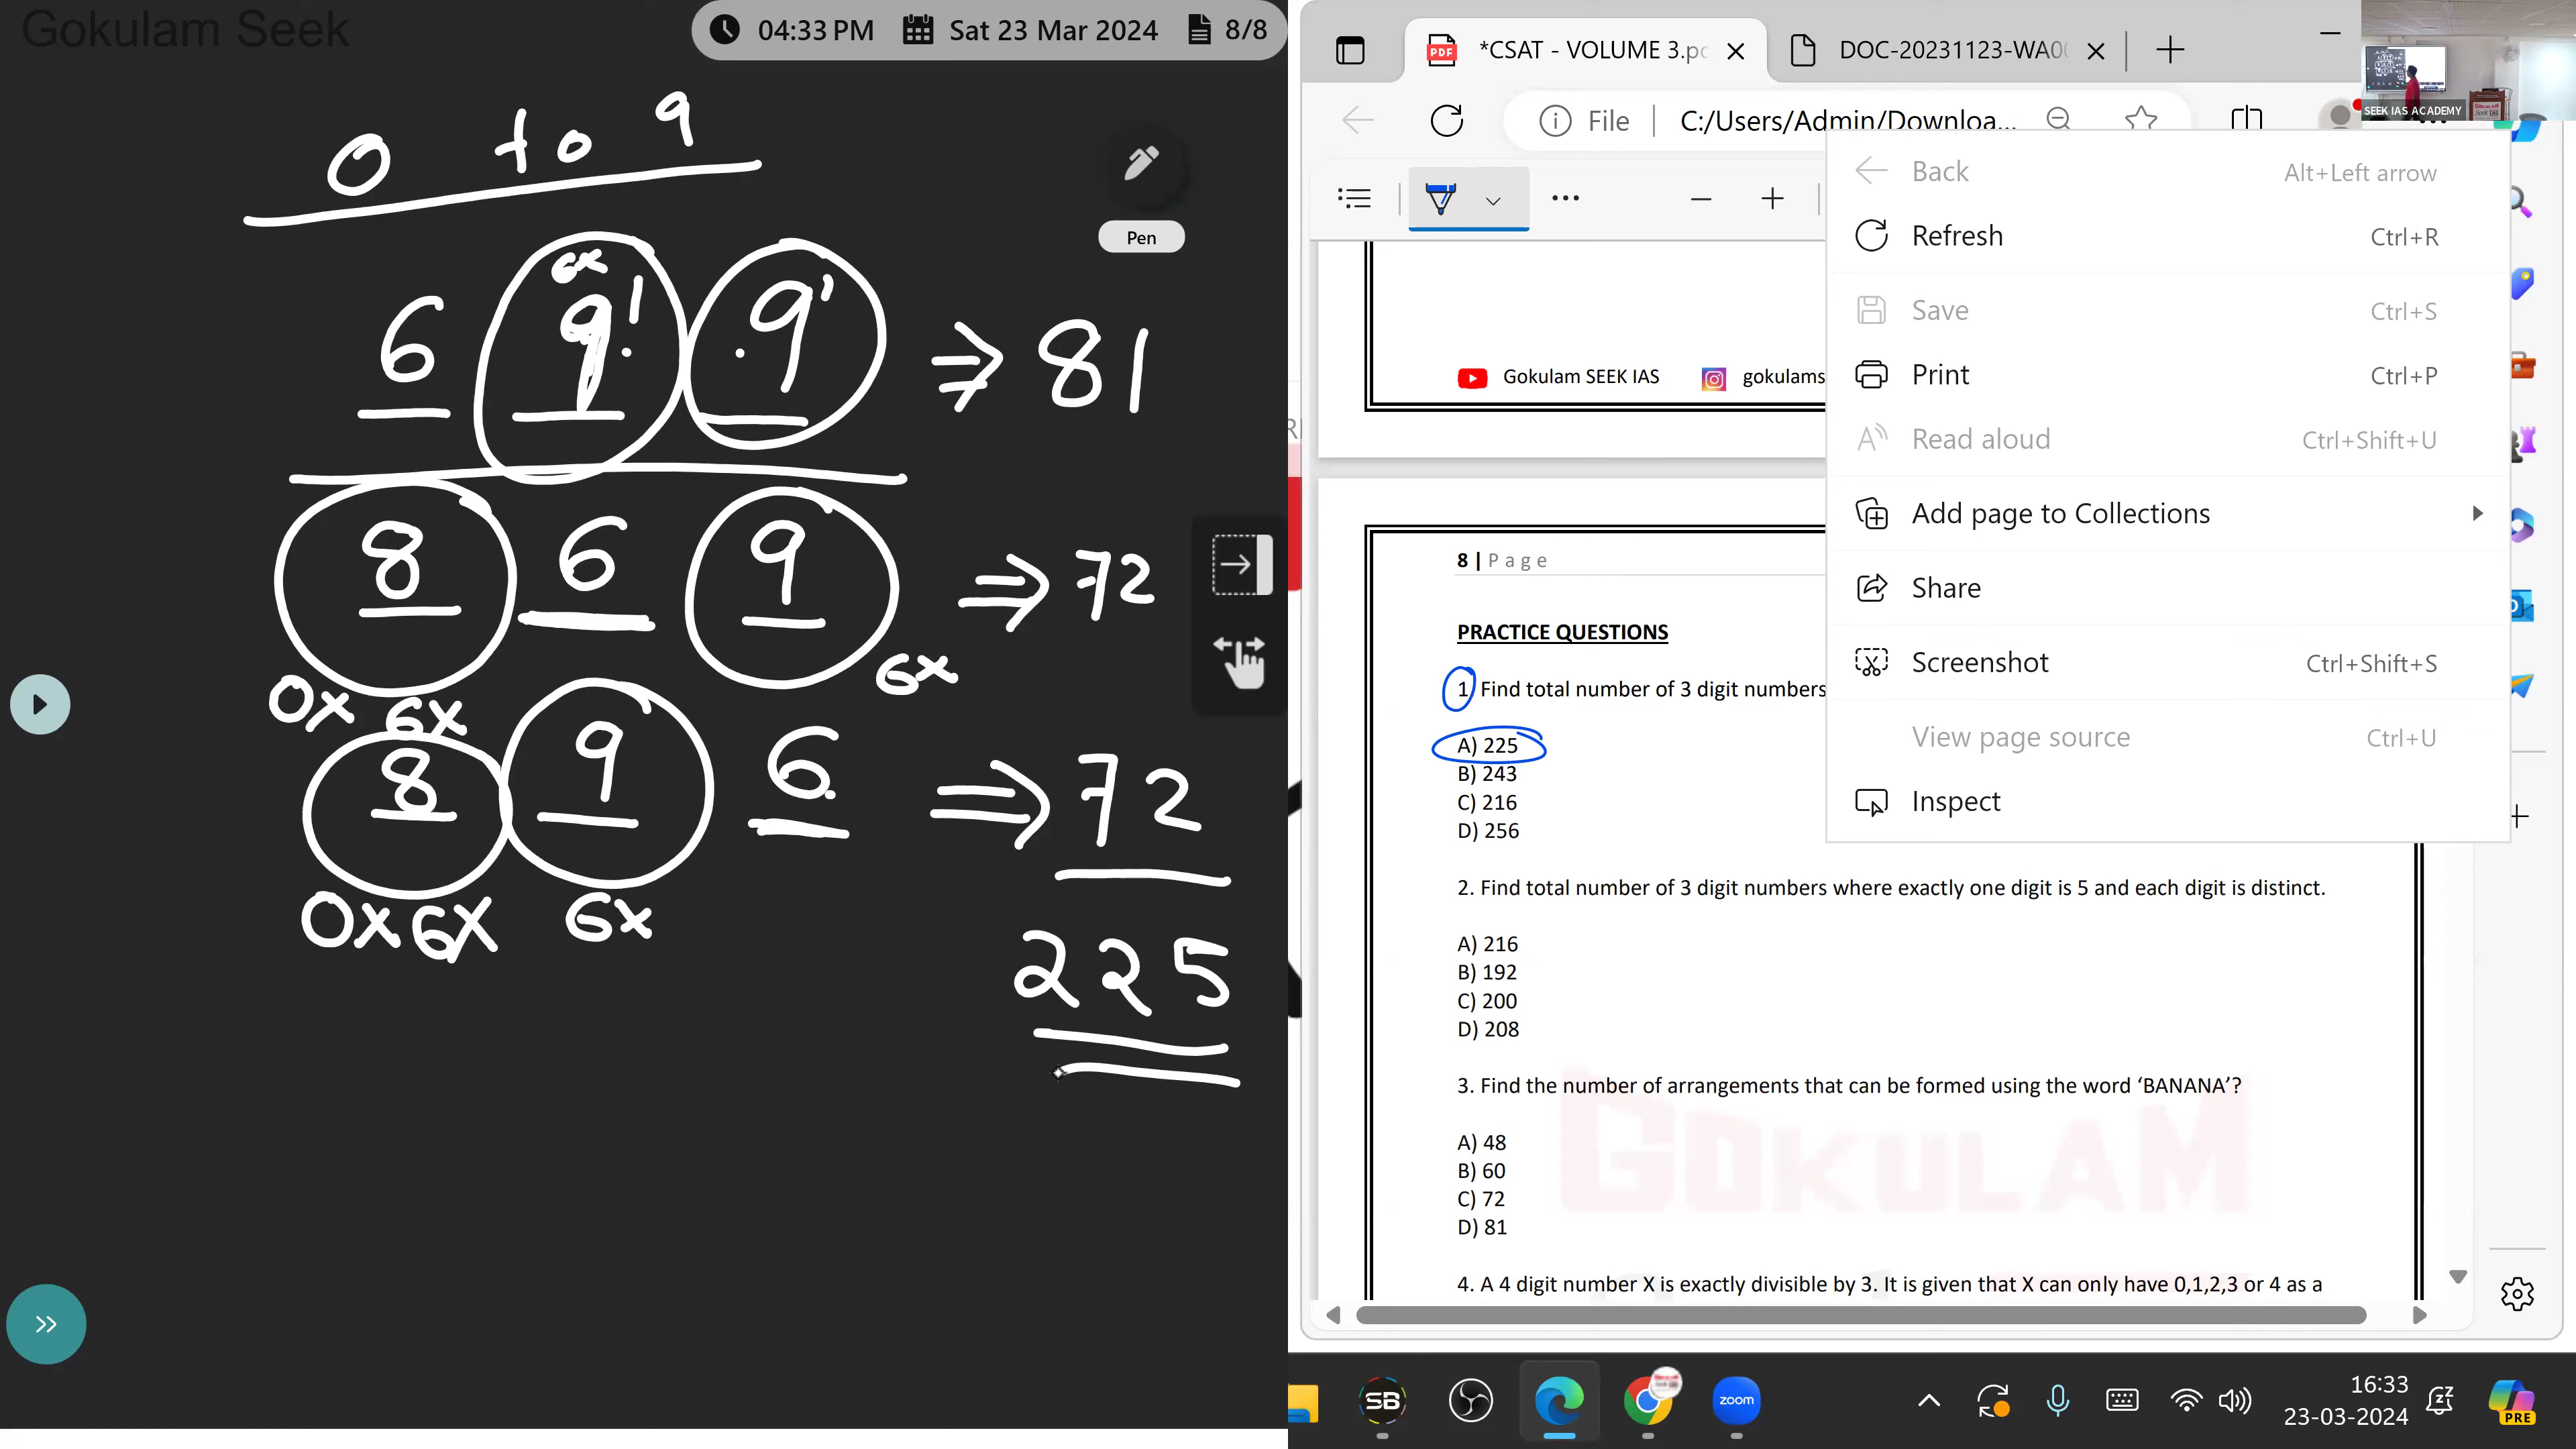 Gokulam Seek
04:33 PM Sat 23 Mar 2024 8/8
0 to 9
Pen
6x
6 9! 9' ⇒ 81
8 6 9 ⇒ 72
0x 6x 6x
8 9 6 ⇒ 72
0x 6x 6x
225
*CSAT - VOLUME 3.pd
DOC-20231123-WA00
SEEK IAS ACADEMY
File C:/Users/Admin/Downloa...
Back Alt+Left arrow
Refresh Ctrl+R
Save Ctrl+S
Print Ctrl+P
Read aloud Ctrl+Shift+U
Add page to Collections
Share
Screenshot Ctrl+Shift+S
View page source Ctrl+U
Inspect
Gokulam SEEK IAS gokulams
8 | Page
PRACTICE QUESTIONS
1 Find total number of 3 digit numbers
A) 225
B) 243
C) 216
D) 256
2. Find total number of 3 digit numbers where exactly one digit is 5 and each digit is distinct.
A) 216
B) 192
C) 200
D) 208
3. Find the number of arrangements that can be formed using the word ‘BANANA’?
A) 48
B) 60
C) 72
D) 81
GOKULAM
4. A 4 digit number X is exactly divisible by 3. It is given that X can only have 0,1,2,3 or 4 as a
SB
zoom
16:33
23-03-2024
PRE